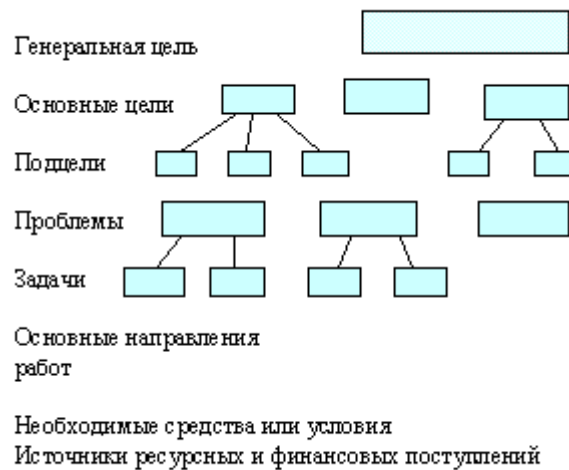 Генеральная цель
Основные цели
Подцели
Проблемы
Задачи
Основные направления
работ
Необходимые средства или условия
Источники ресурсных и финансовых поступлений